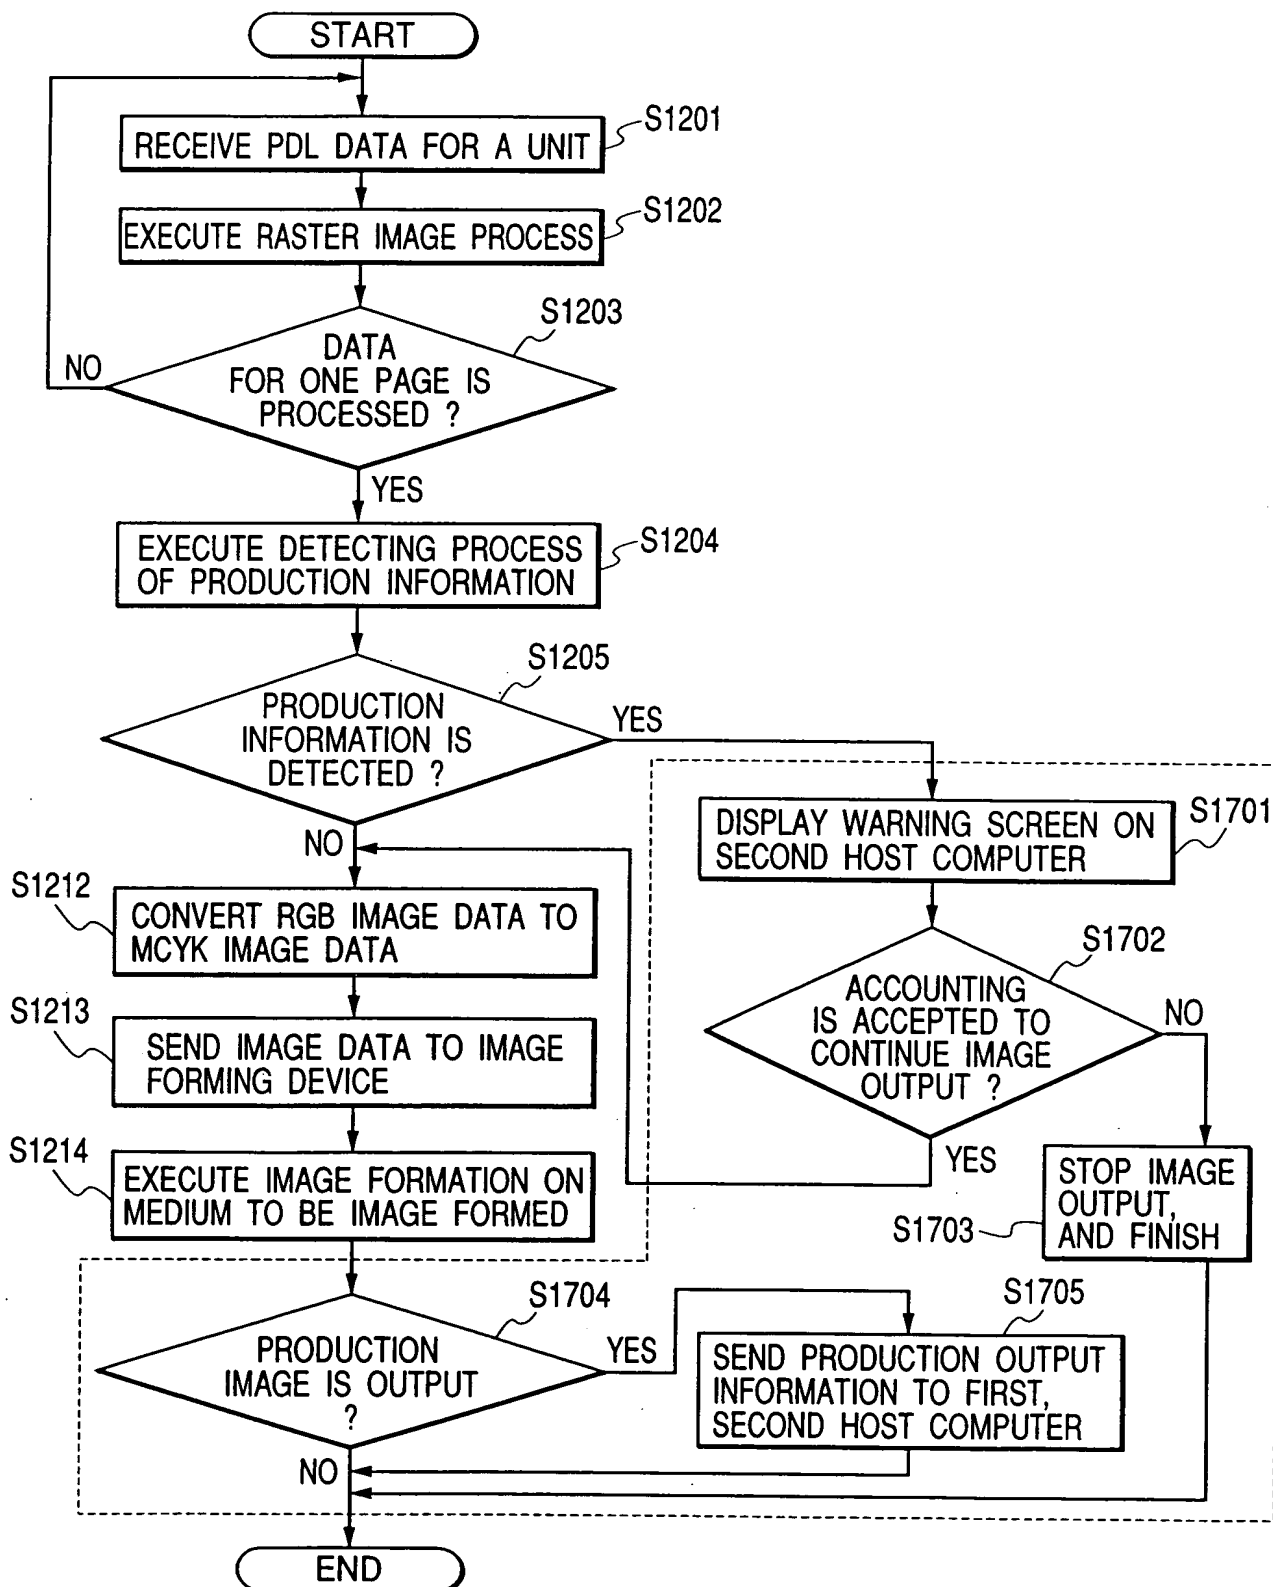 START
S1201
RECEIVE PDL DATA FOR A UNIT
S1202
EXECUTE RASTER IMAGE PROCESS
S1203
DATA
FOR ONE PAGE IS
PROCESSED ?
NO
YES
S1204
EXECUTE DETECTING PROCESS
OF PRODUCTION INFORMATION
S1205
PRODUCTION
INFORMATION IS
DETECTED ?
YES
NO
S1701
DISPLAY WARNING SCREEN ON
SECOND HOST COMPUTER
S1212
CONVERT RGB IMAGE DATA TO
MCYK IMAGE DATA
S1702
ACCOUNTING
IS ACCEPTED TO
CONTINUE IMAGE
OUTPUT ?
NO
YES
S1213
SEND IMAGE DATA TO IMAGE
FORMING DEVICE
S1214
EXECUTE IMAGE FORMATION ON
MEDIUM TO BE IMAGE FORMED
STOP IMAGE
OUTPUT,
AND FINISH
S1703
S1704
PRODUCTION
IMAGE IS OUTPUT
?
YES
NO
S1705
SEND PRODUCTION OUTPUT
INFORMATION TO FIRST,
SECOND HOST COMPUTER
END